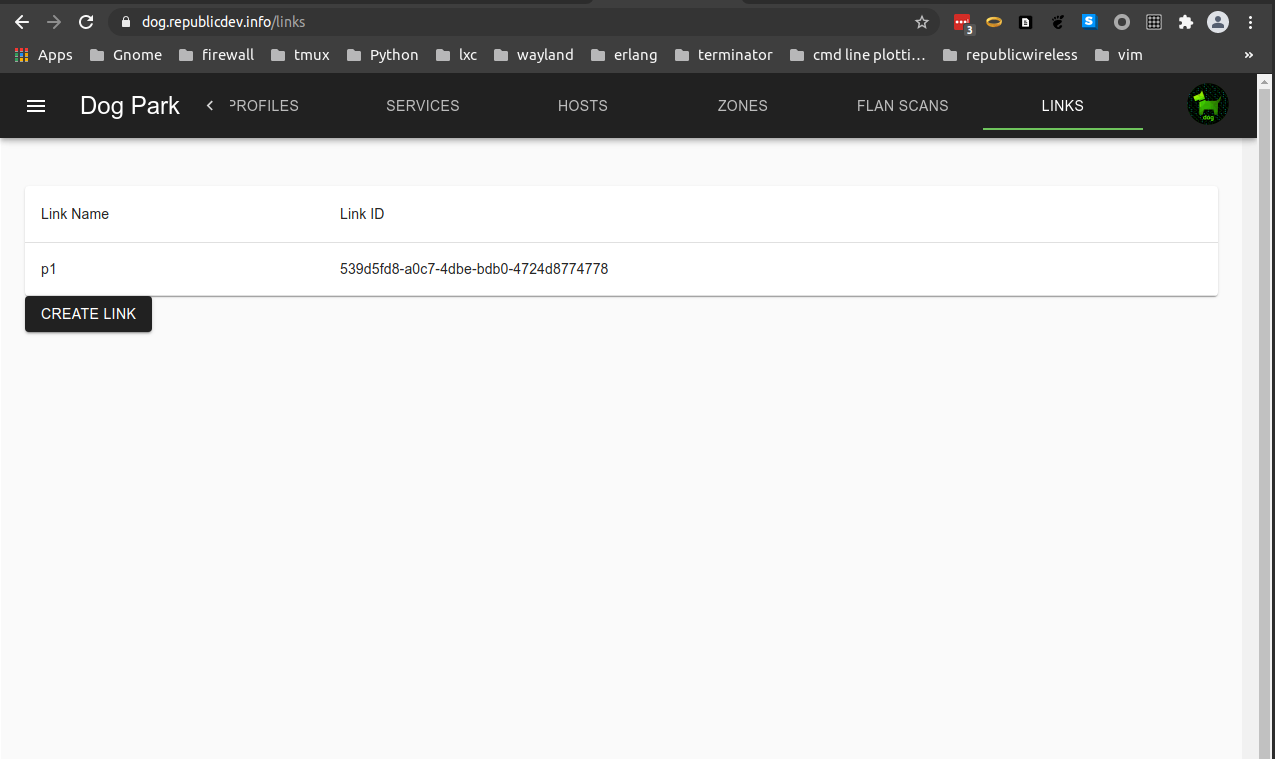 dog.republicdev.info/links
3
Apps Gnome firewall tmux Python lxc wayland erlang terminator cmd line plotti... republicwireless vim »
Dog Park PROFILES SERVICES HOSTS ZONES FLAN SCANS LINKS
dog
Link Name Link ID
p1 539d5fd8-a0c7-4dbe-bdb0-4724d8774778
CREATE LINK